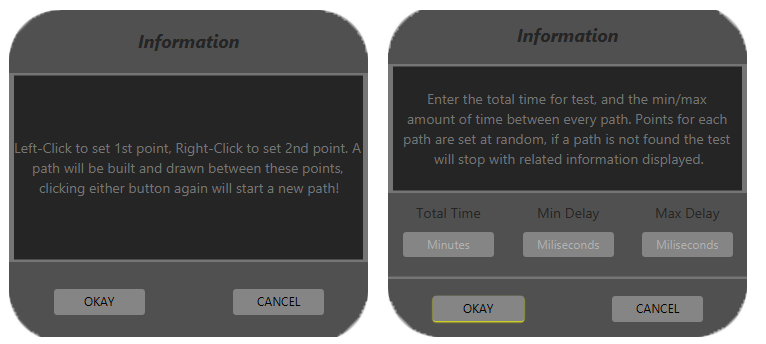 Information
Left-Click to set 1st point, Right-Click to set 2nd point. A
path will be built and drawn between these points,
clicking either button again will start a new path!
OKAY
CANCEL
Information
Enter the total time for test, and the min/max
amount of time between every path. Points for each
path are set at random, if a path is not found the test
will stop with related information displayed.
Total Time
Min Delay
Max Delay
Minutes
Miliseconds
Miliseconds
OKAY
CANCEL